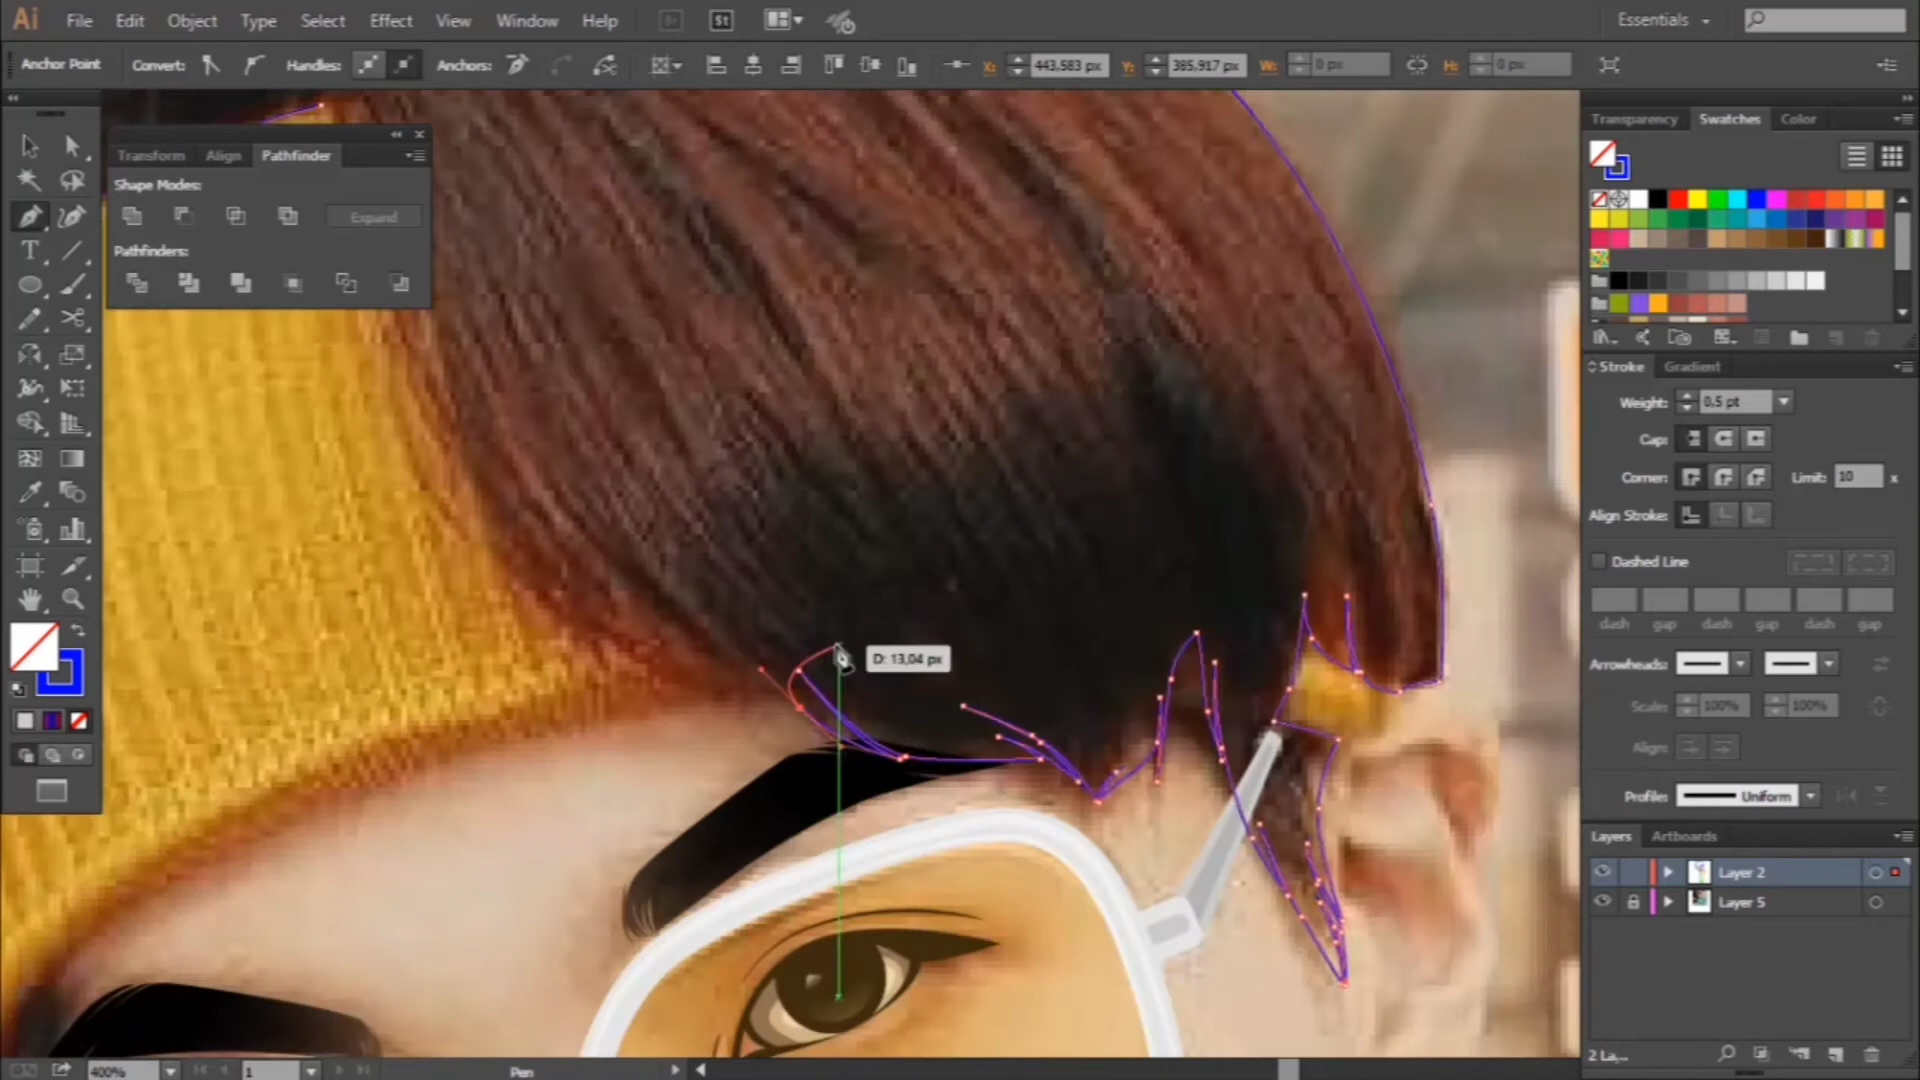 Ai File Edit Object Type Select Effect View Window Help Br St Essentials
Anchor Point Convert: Handles: Anchors: X: 443,583 px Y: 385,917 px W: 0 px H: 0 px
Transform Align Pathfinder
Shape Modes:
Expand
Pathfinders:
D: 13,04 px
Transparency Swatches Color
Stroke Gradient
Weight: 0,5 pt
Cap:
Corner: Limit: 10 x
Align Stroke:
Dashed Line
dash gap dash gap dash gap
Arrowheads:
Scale: 100% 100%
Align:
Profile: Uniform
Layers Artboards
Layer 2
Layer 5
2 La...
400% 1 Pen